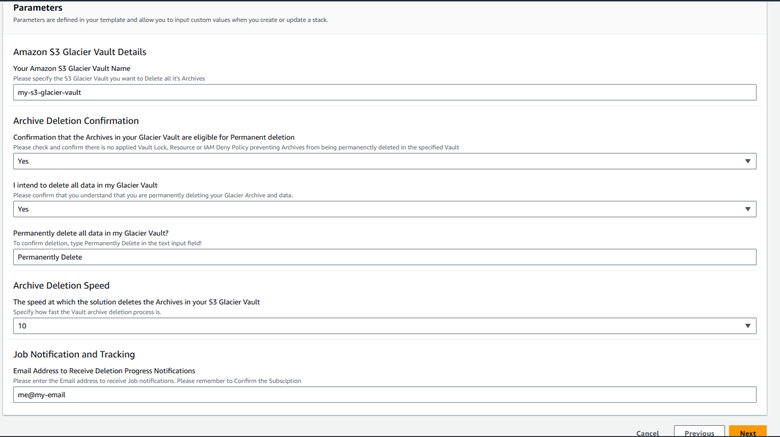 Parameters
Parameters are defined in your template and allow you to input custom values when you create or update a stack.
Amazon S3 Glacier Vault Details
Your Amazon S3 Glacier Vault Name
Please specify the S3 Glacier Vault you want to Delete all it's Archives
my-s3-glacier-vault
Archive Deletion Confirmation
Confirmation that the Archives in your Glacier Vault are eligible for Permanent deletion
Please check and confirm there is no applied Vault Lock, Resource or IAM Deny Policy preventing Archives from being permanenctly deleted in the specified Vault
Yes
I intend to delete all data in my Glacier Vault
Please confirm that you understand that you are permanently deleting your Glacier Archive and data.
Yes
Permanently delete all data in my Glacier Vault?
To confirm deletion, type Permanently Delete in the text input field!
Permanently Delete
Archive Deletion Speed
The speed at which the solution deletes the Archives in your S3 Glacier Vault
Specify how fast the Vault archive deletion process is.
10
Job Notification and Tracking
Email Address to Receive Deletion Progress Notifications
Please enter the Email address to receive Job notifications. Please remember to Confirm the Subsciption
me@my-email
Cancel Previous Next